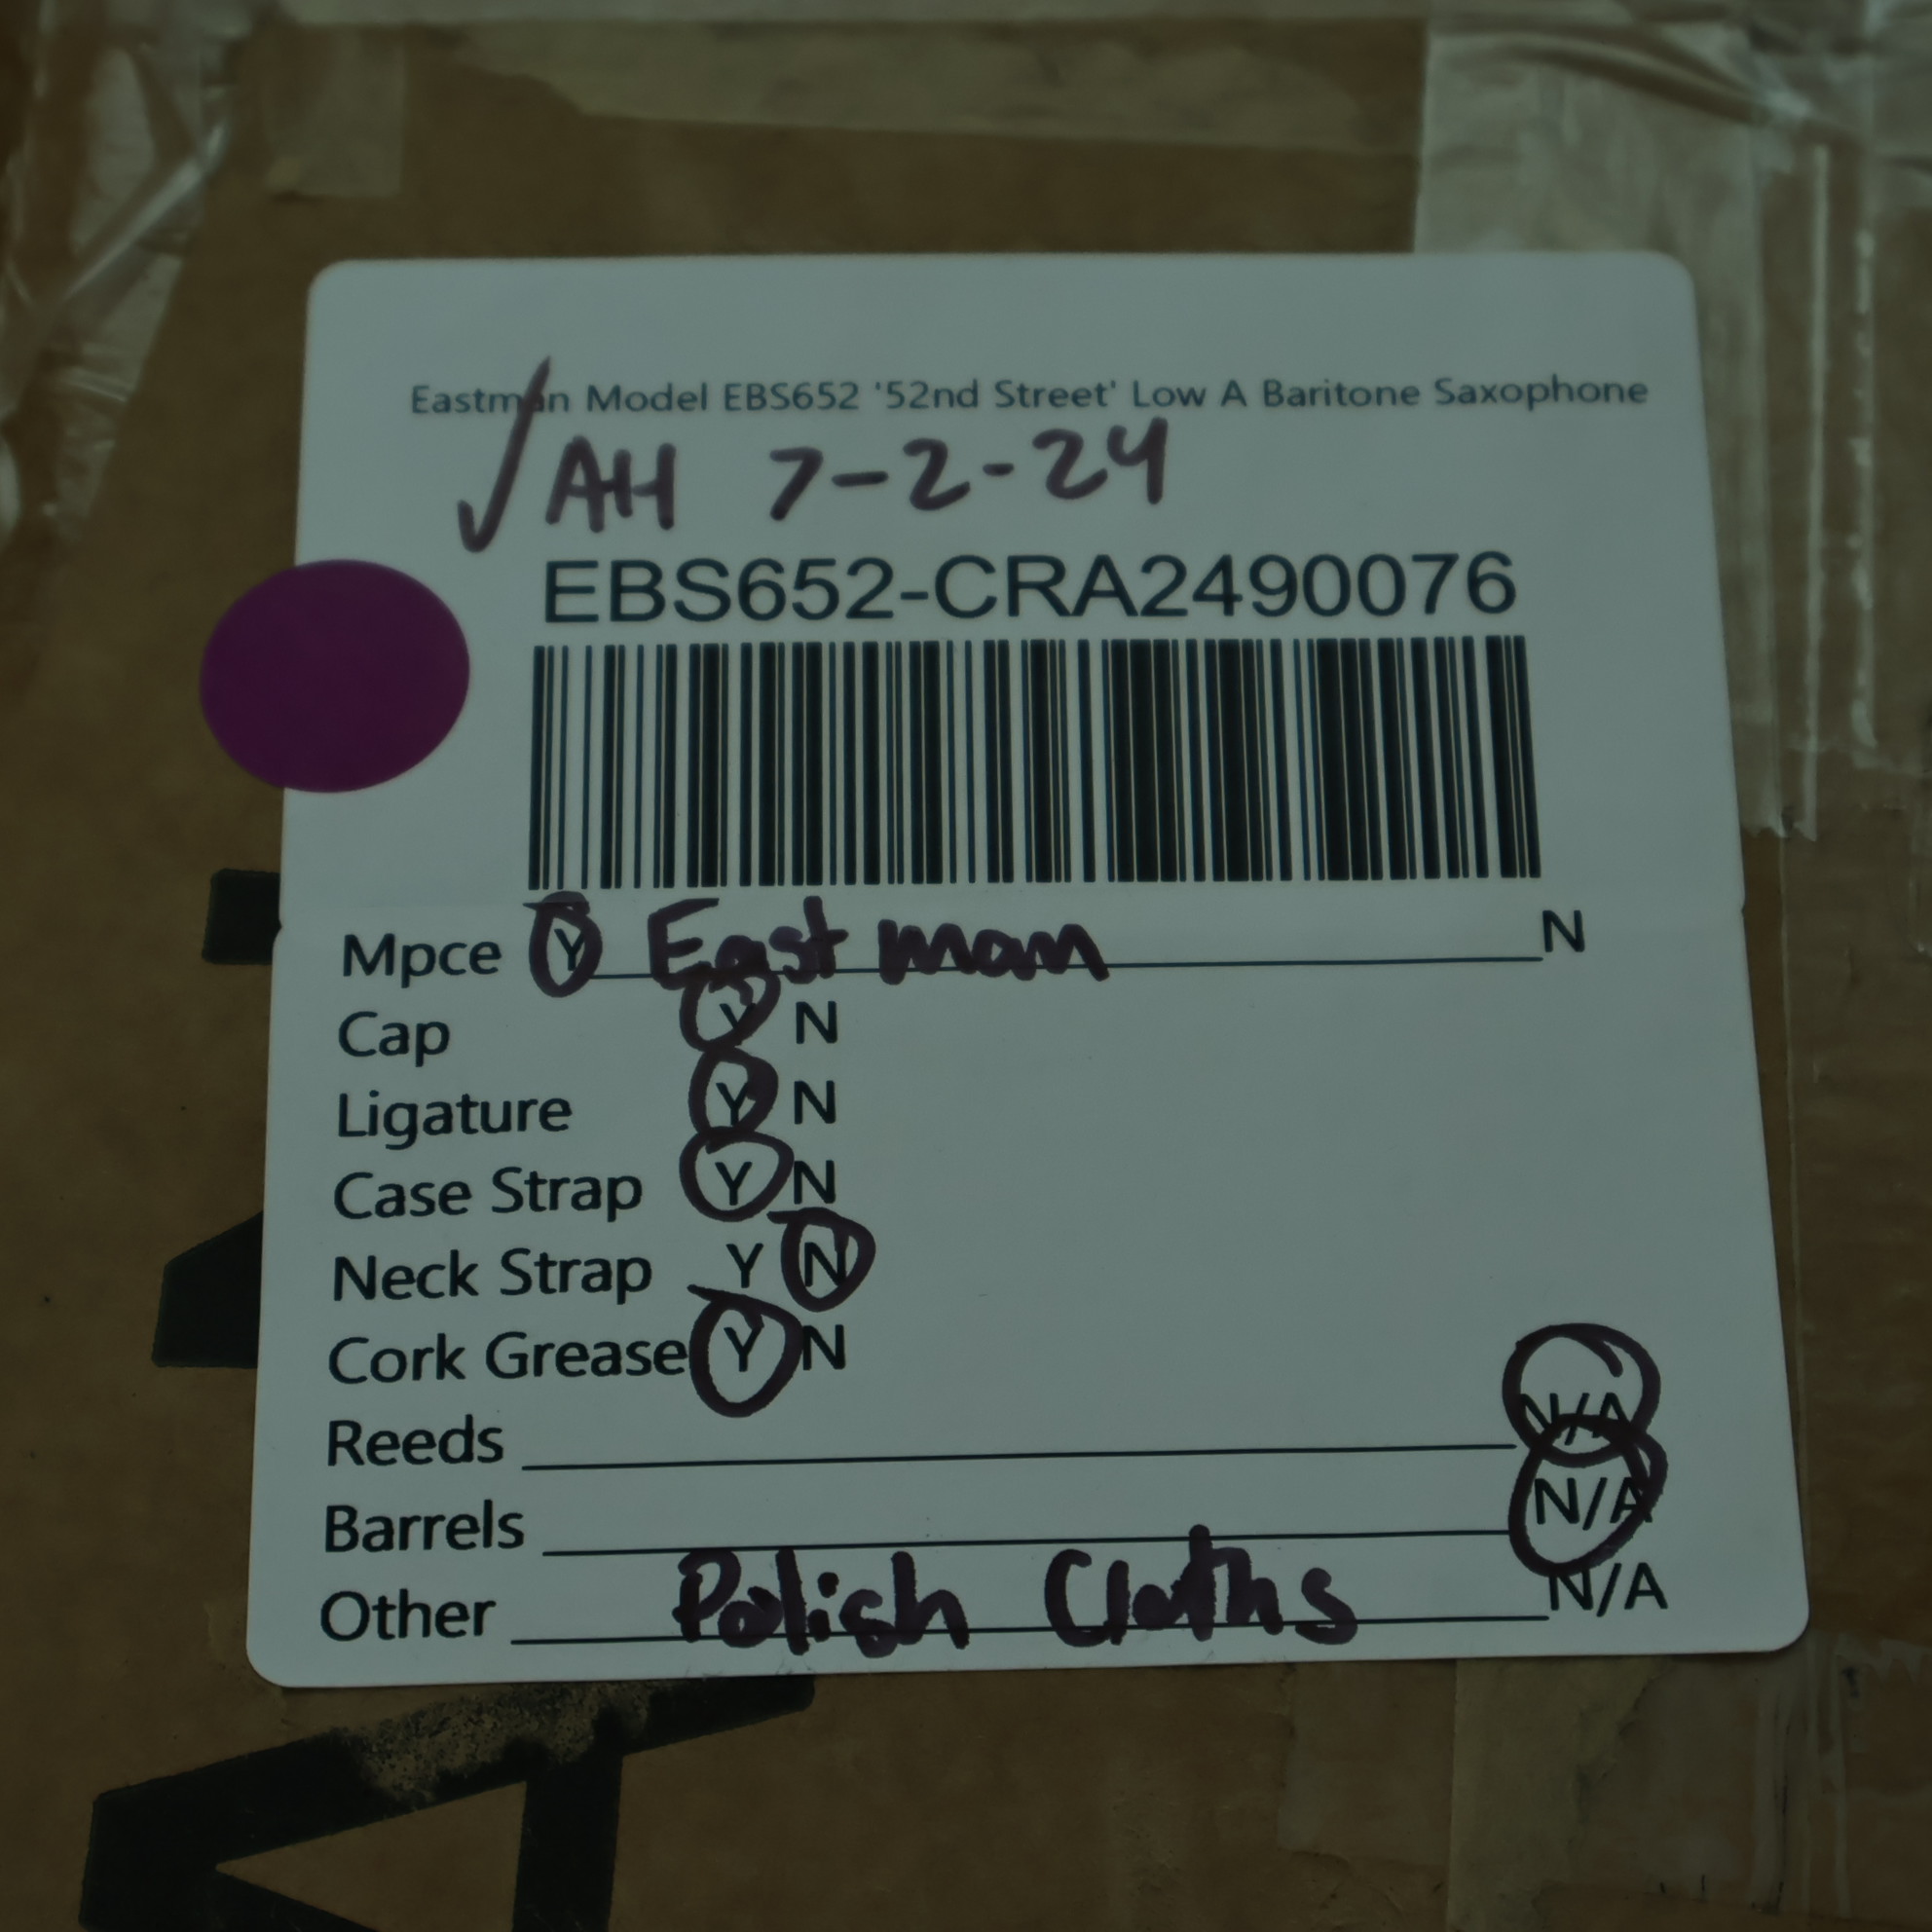 Eastman Model EBS652 '52nd Street' Low A Baritone Saxophone
✓ AH 7-2-24
EBS652-CRA2490076
Mpce Y Eastman N
Cap Y N
Ligature Y N
Case Strap Y N
Neck Strap Y N
Cork Grease Y N
Reeds N/A
Barrels N/A
Other Polish Cloths N/A